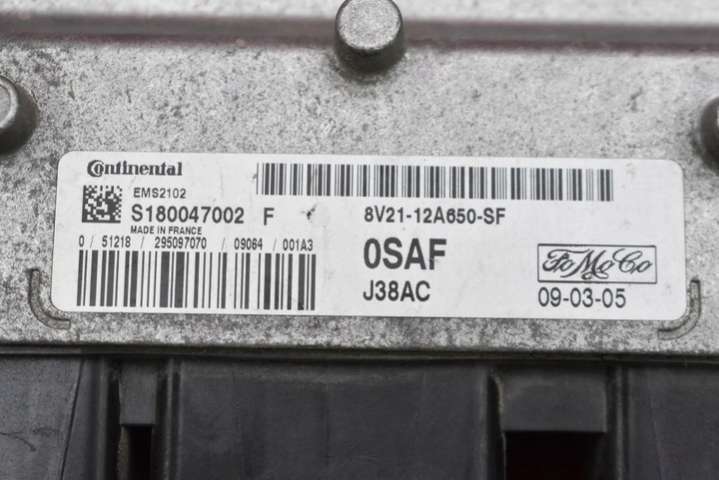 Continental
EMS2102
S180047002 F
MADE IN FRANCE
0 / 51218 / 295097070 / 09064 / 001A3
8V21-12A650-SF
0SAF
J38AC
FoMoCo
09-03-05